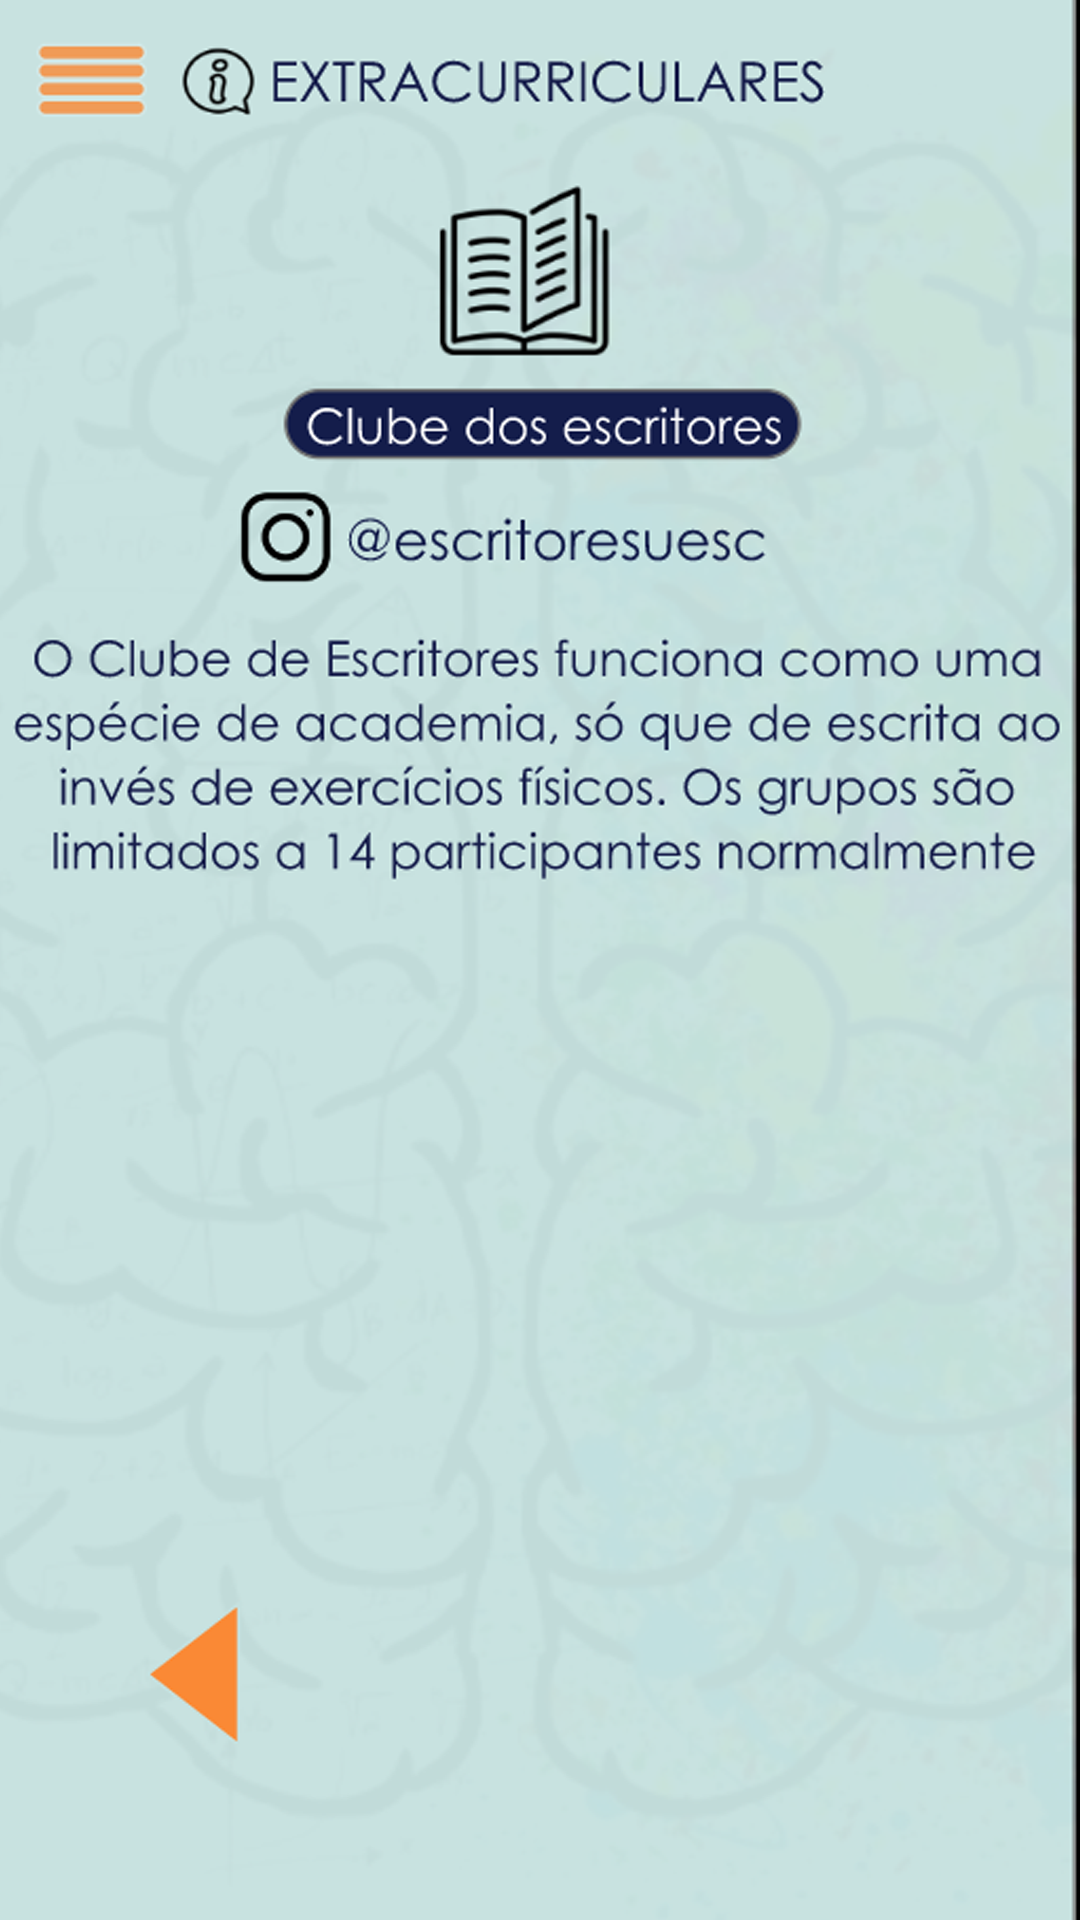 EXTRACURRICULARES
Clube dos escritores
@escritoresuesc
O Clube de Escritores funciona como uma
espécie de academia, só que de escrita ao
invés de exercícios físicos. Os grupos são
limitados a 14 participantes normalmente